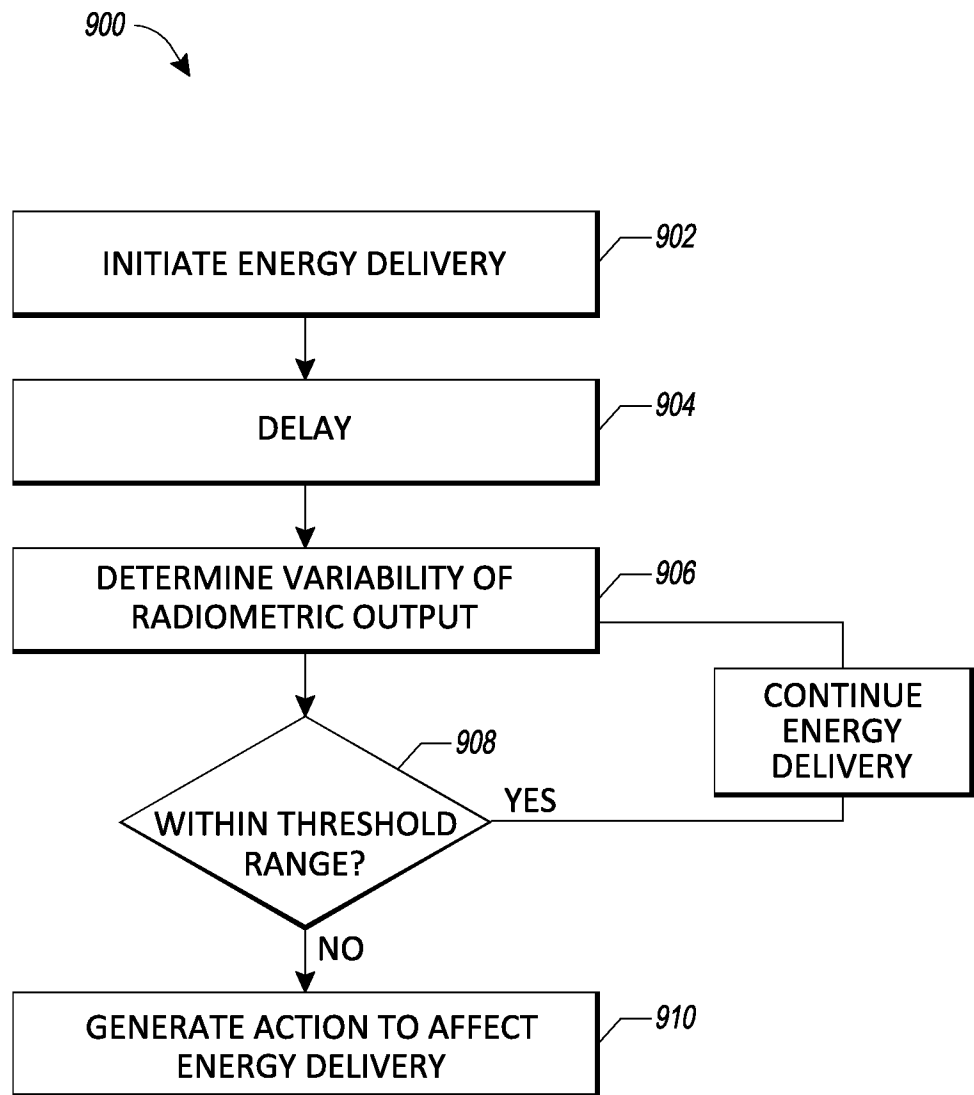 900
INITIATE ENERGY DELIVERY
902
DELAY
904
DETERMINE VARIABILITY OF
RADIOMETRIC OUTPUT
906
CONTINUE
ENERGY
DELIVERY
908
WITHIN THRESHOLD
RANGE?
YES
NO
GENERATE ACTION TO AFFECT
ENERGY DELIVERY
910